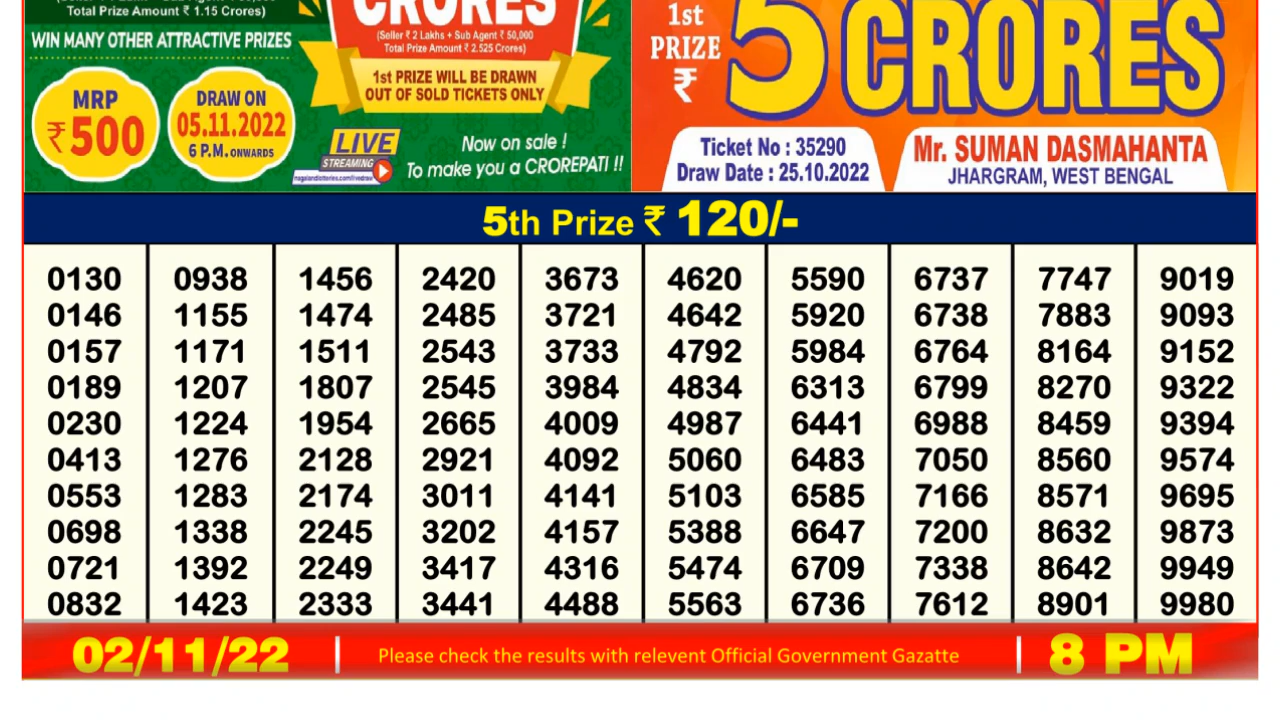 Total Prize Amount ₹ 1.15 Crores)
WIN MANY OTHER ATTRACTIVE PRIZES
MRP
₹500
DRAW ON
05.11.2022
6 P.M. ONWARDS
CRORES
(Seller ₹ 2 Lakhs + Sub Agent ₹ 50,000
Total Prize Amount ₹ 2.525 Crores)
1st PRIZE WILL BE DRAWN
OUT OF SOLD TICKETS ONLY
LIVE
STREAMING
nagalandlotteries.com/livedraw
Now on sale !
To make you a CROREPATI !!
1st
PRIZE
₹
5 CRORES
Ticket No : 35290
Draw Date : 25.10.2022
Mr. SUMAN DASMAHANTA
JHARGRAM, WEST BENGAL
5th Prize ₹ 120/-
0130 0938 1456 2420 3673 4620 5590 6737 7747 9019
0146 1155 1474 2485 3721 4642 5920 6738 7883 9093
0157 1171 1511 2543 3733 4792 5984 6764 8164 9152
0189 1207 1807 2545 3984 4834 6313 6799 8270 9322
0230 1224 1954 2665 4009 4987 6441 6988 8459 9394
0413 1276 2128 2921 4092 5060 6483 7050 8560 9574
0553 1283 2174 3011 4141 5103 6585 7166 8571 9695
0698 1338 2245 3202 4157 5388 6647 7200 8632 9873
0721 1392 2249 3417 4316 5474 6709 7338 8642 9949
0832 1423 2333 3441 4488 5563 6736 7612 8901 9980
02/11/22 | Please check the results with relevent Official Government Gazatte | 8 PM